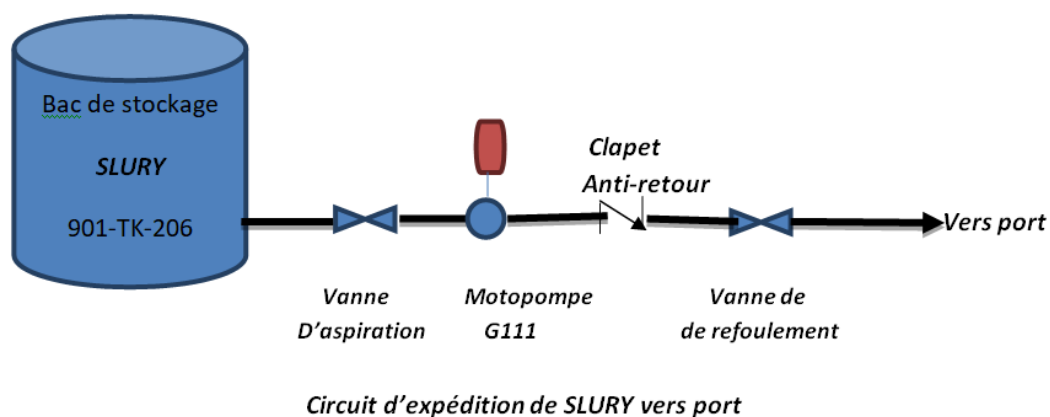 Bac de stockage
SLURY
901-TK-206
Clapet
Anti-retour
Vers port
Vanne
D'aspiration
Motopompe
G111
Vanne de
de refoulement
Circuit d'expédition de SLURY vers port